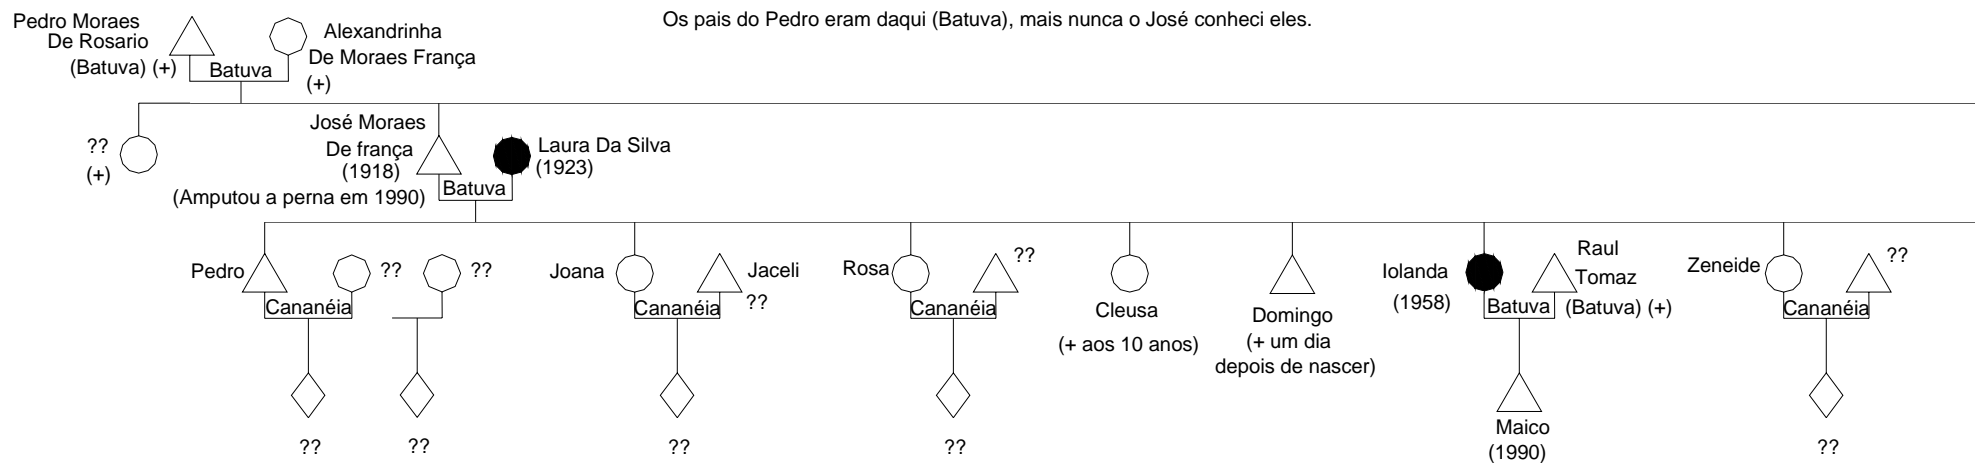 Os pais do Pedro eram daqui (Batuva), mais nunca o José conheci eles.
Pedro Moraes
De Rosario
(Batuva) (+)
Alexandrinha
De Moraes França
(+)
Batuva
??
(+)
José Moraes
De frança
(1918)
(Amputou a perna em 1990)
Laura Da Silva
(1923)
Batuva
Pedro
??
Cananéia
??
??
??
Joana
Jaceli
??
Cananéia
??
Rosa
??
Cananéia
??
Cleusa
(+ aos 10 anos)
Domingo
(+ um dia
depois de nascer)
Iolanda
(1958)
Raul
Tomaz
(Batuva) (+)
Batuva
Maico
(1990)
Zeneide
??
Cananéia
??